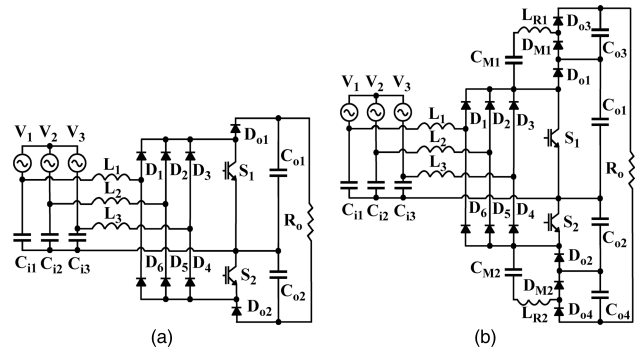 V1 V2 V3
L1
L2
L3
D1 D2 D3
D6 D5 D4
Ci1 Ci2 Ci3
Do1
S1
S2
Do2
Co1
Co2
Ro
(a)
LR1
Do3
DM1
CM1
Do1
Co3
V1 V2 V3
L1
L2
L3
D1 D2 D3
S1
Co1
Ro
D6 D5 D4
S2
Ci1 Ci2 Ci3
Co2
Do2
CM2
DM2
LR2
Do4
Co4
(b)